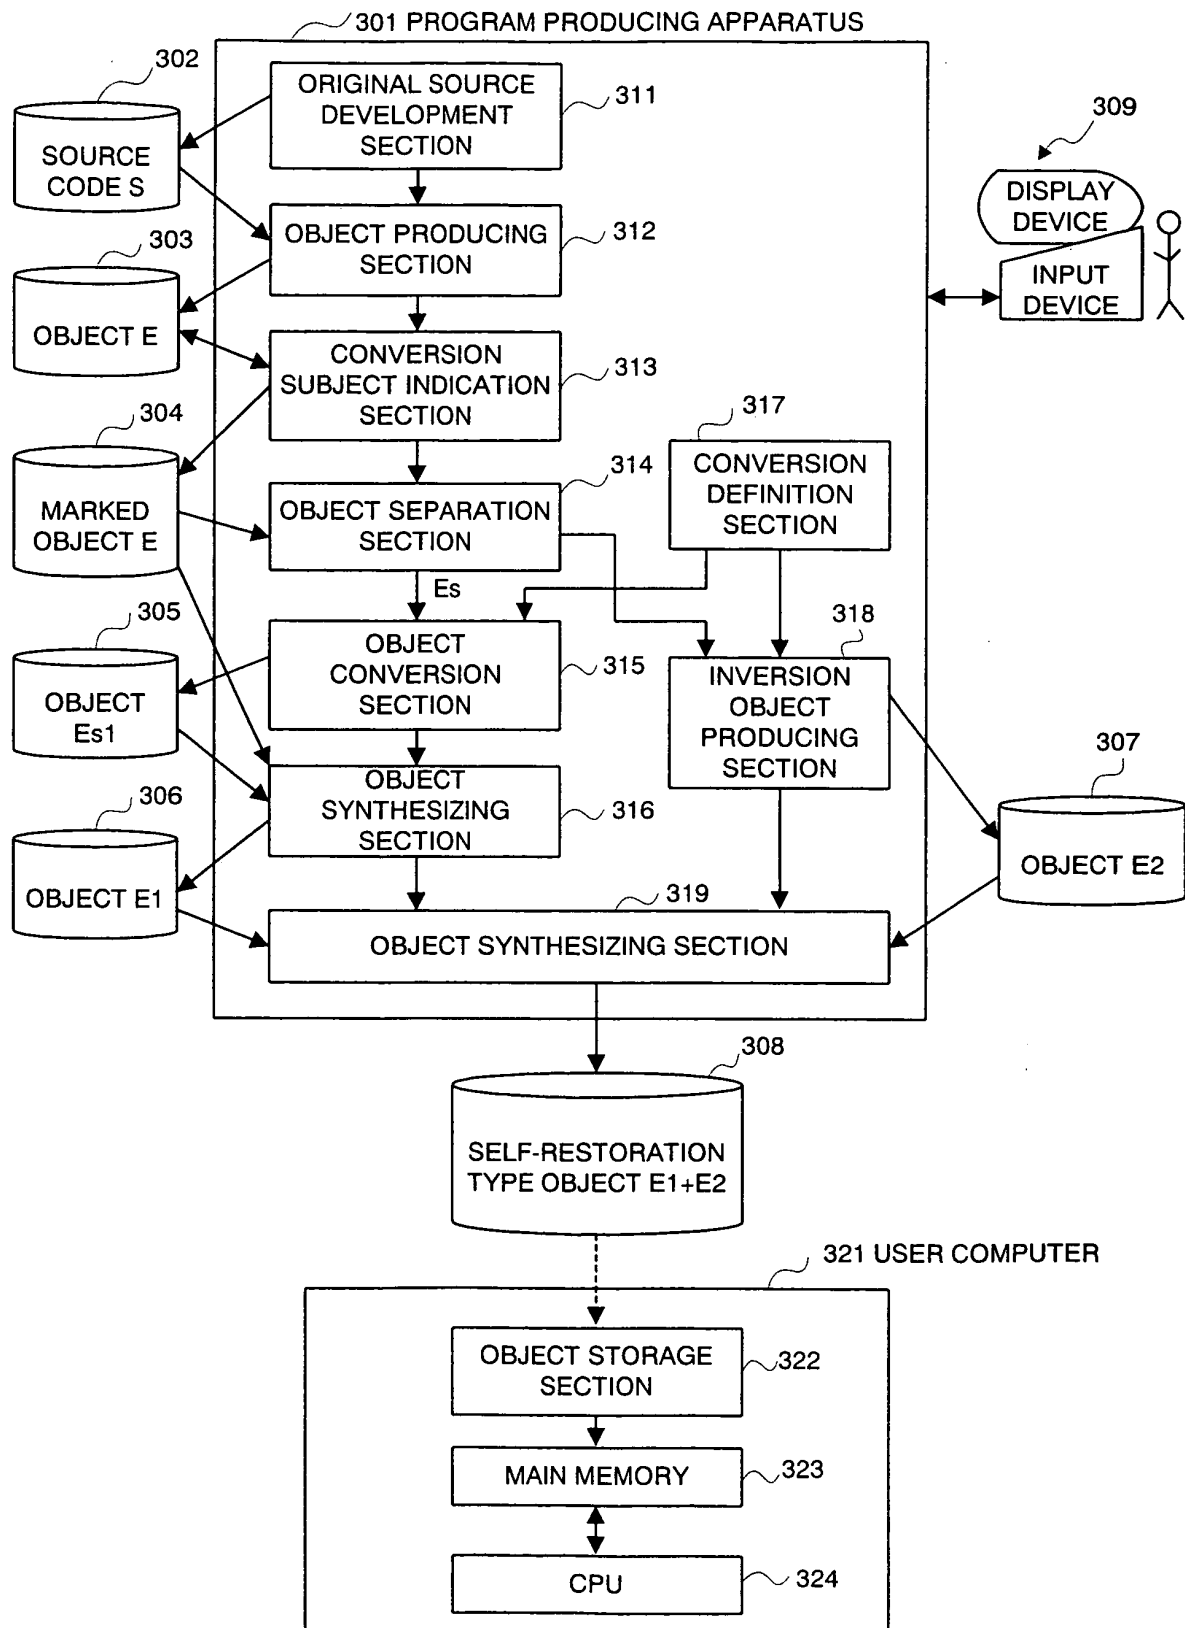 301 PROGRAM PRODUCING APPARATUS
302
SOURCE
CODE S
ORIGINAL SOURCE
DEVELOPMENT
SECTION
311
309
DISPLAY
DEVICE
INPUT
DEVICE
303
OBJECT E
OBJECT PRODUCING
SECTION
312
CONVERSION
SUBJECT INDICATION
SECTION
313
304
MARKED
OBJECT E
OBJECT SEPARATION
SECTION
314
317
CONVERSION
DEFINITION
SECTION
Es
305
OBJECT
Es1
OBJECT
CONVERSION
SECTION
315
318
INVERSION
OBJECT
PRODUCING
SECTION
307
OBJECT E2
306
OBJECT E1
OBJECT
SYNTHESIZING
SECTION
316
319
OBJECT SYNTHESIZING SECTION
308
SELF-RESTORATION
TYPE OBJECT E1+E2
321 USER COMPUTER
OBJECT STORAGE
SECTION
322
MAIN MEMORY
323
CPU
324